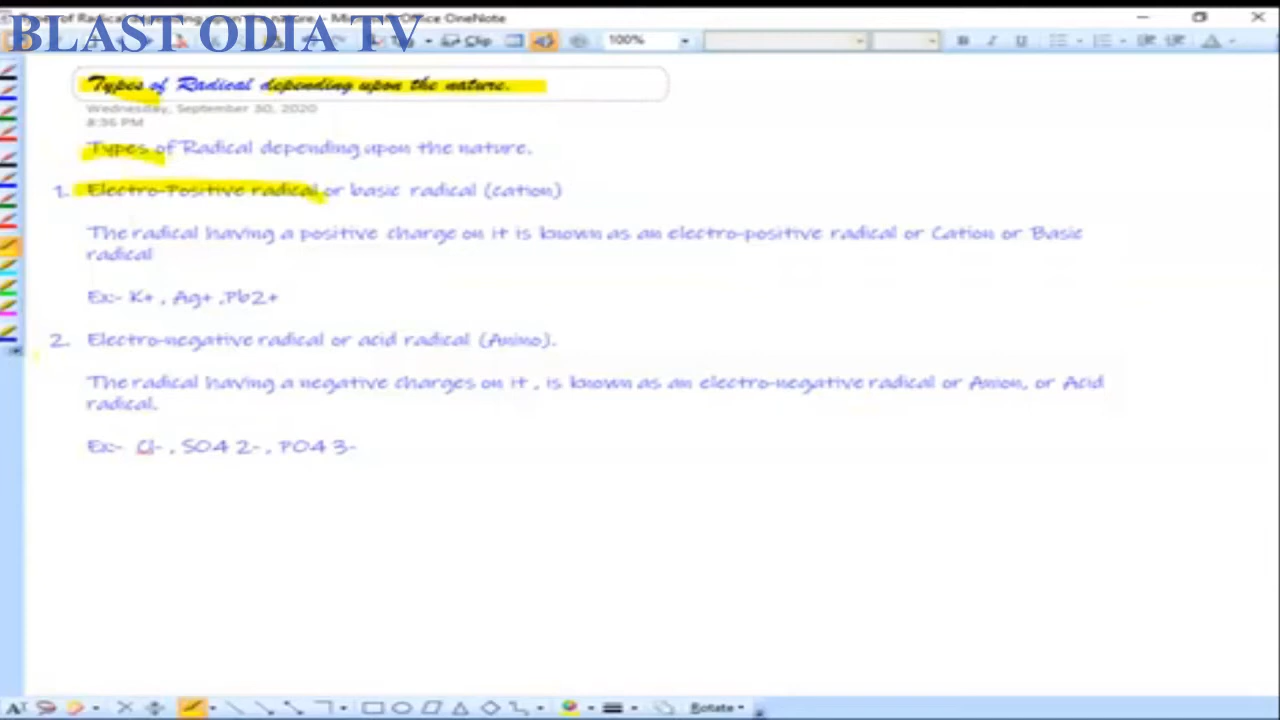 BLAST ODIA TV
Office OneNote
Clip
100%
B I U
Types of Radical depending upon the nature.
Wednesday, September 30, 2020
8:36 PM
Types of Radical depending upon the nature.
1. Electro-Positive radical or basic radical (cation)
The radical having a positive charge on it is known as an electro-positive radical or Cation or Basic
radical
Ex:- K+ , Ag+ ,Pb2+
2. Electro-negative radical or acid radical (Anino).
The radical having a negative charges on it , is known as an electro-negative radical or Anion, or Acid
radical.
Ex:- Cl- , SO4 2- , PO4 3-
Rotate